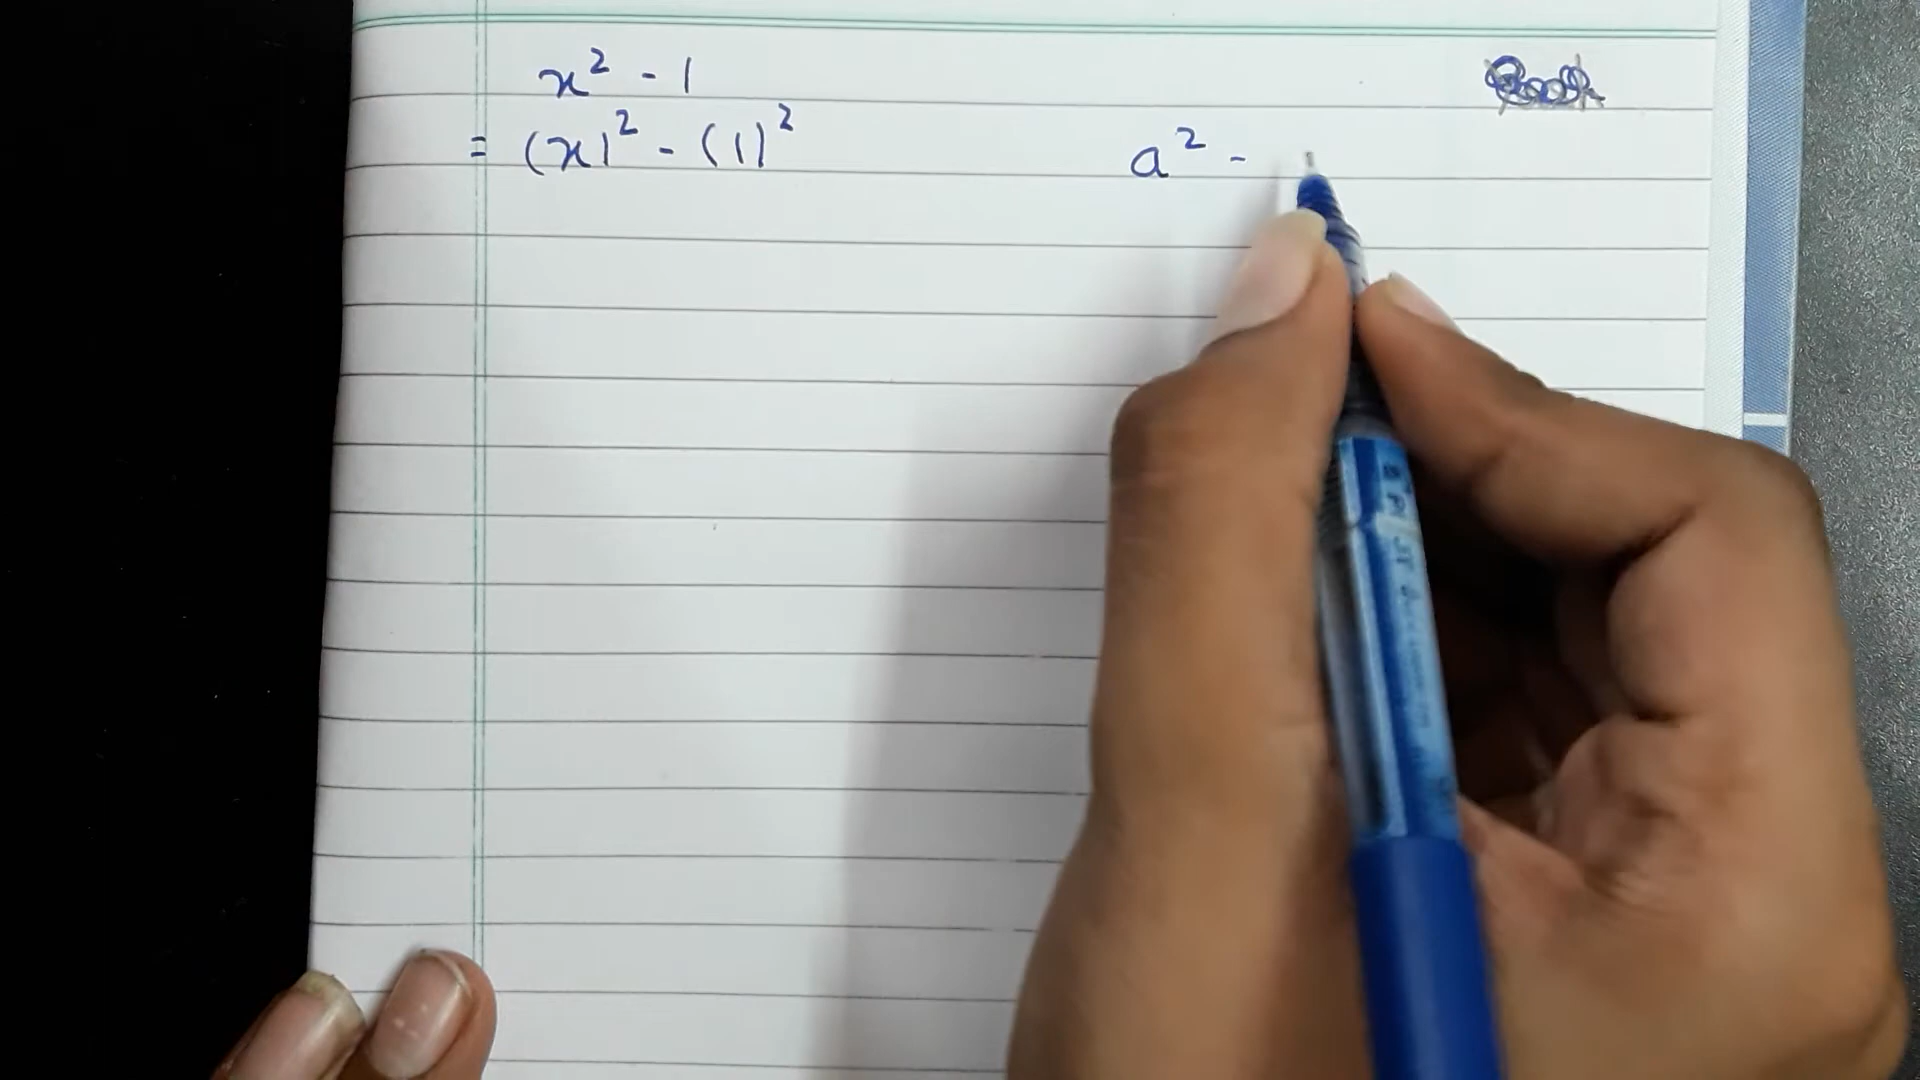 x² - 1
= (x)² - (1)²
a² -